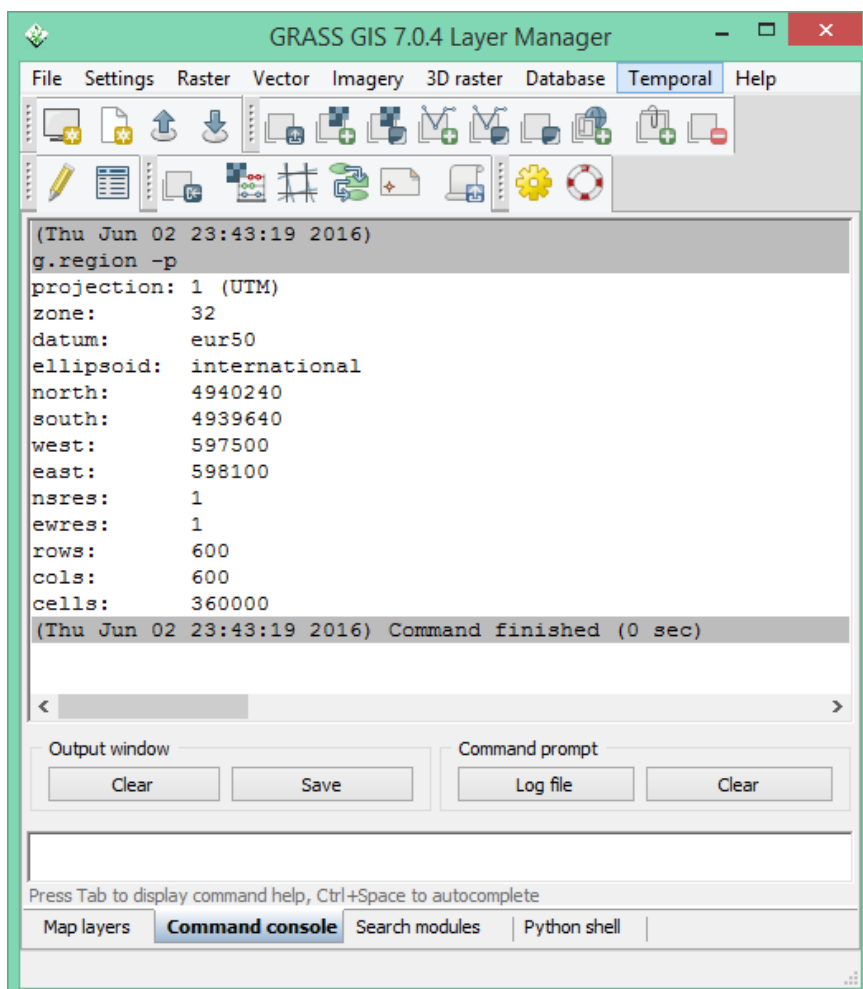 GRASS GIS 7.0.4 Layer Manager
File Settings Raster Vector Imagery 3D raster Database Temporal Help
(Thu Jun 02 23:43:19 2016)
g.region -p
projection: 1 (UTM)
zone: 32
datum: eur50
ellipsoid: international
north: 4940240
south: 4939640
west: 597500
east: 598100
nsres: 1
ewres: 1
rows: 600
cols: 600
cells: 360000
(Thu Jun 02 23:43:19 2016) Command finished (0 sec)
Output window Command prompt
Clear Save Log file Clear
Press Tab to display command help, Ctrl+Space to autocomplete
Map layers Command console Search modules Python shell